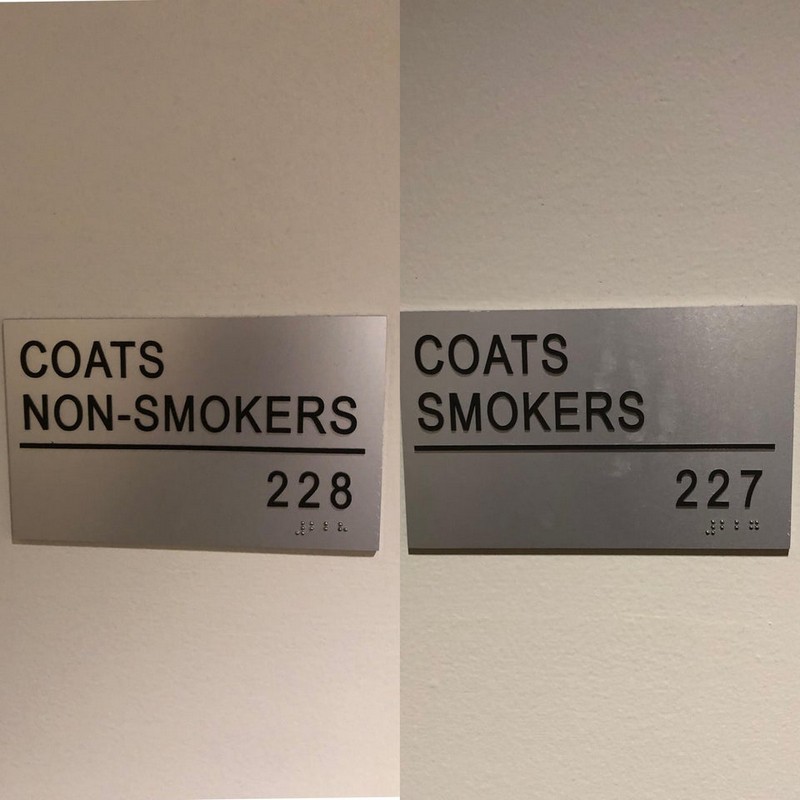 COATS
NON-SMOKERS
228
COATS
SMOKERS
227